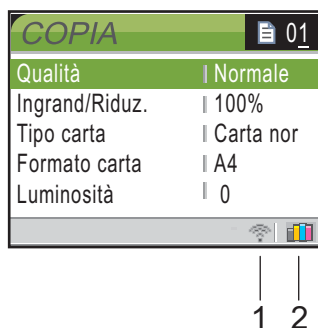 COPIA 01
Qualità Normale
Ingrand/Riduz. 100%
Tipo carta Carta nor
Formato carta A4
Luminosità 0
1 2